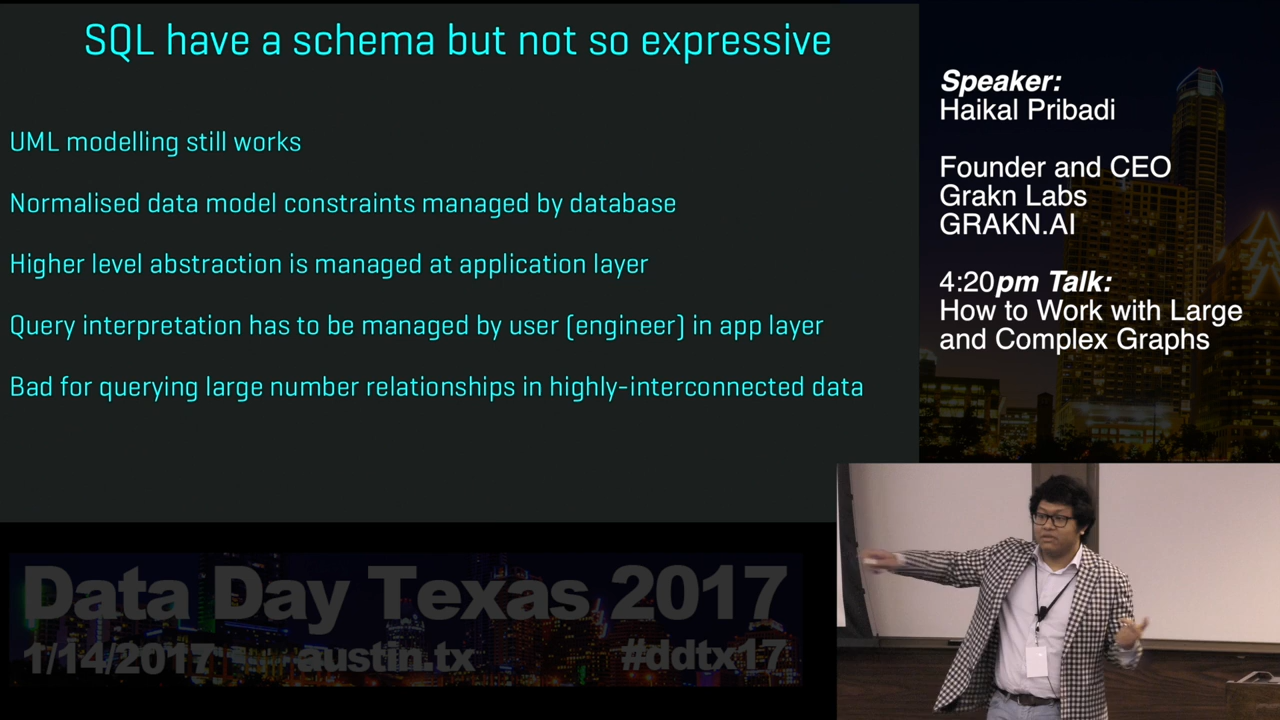 SQL have a schema but not so expressive
UML modelling still works
Normalised data model constraints managed by database
Higher level abstraction is managed at application layer
Query interpretation has to be managed by user (engineer) in app layer
Bad for querying large number relationships in highly-interconnected data
Speaker:
Haikal Pribadi
Founder and CEO
Grakn Labs
GRAKN.AI
4:20pm Talk:
How to Work with Large
and Complex Graphs
Data Day Texas 2017
1/14/2017 austin.tx #ddtx17